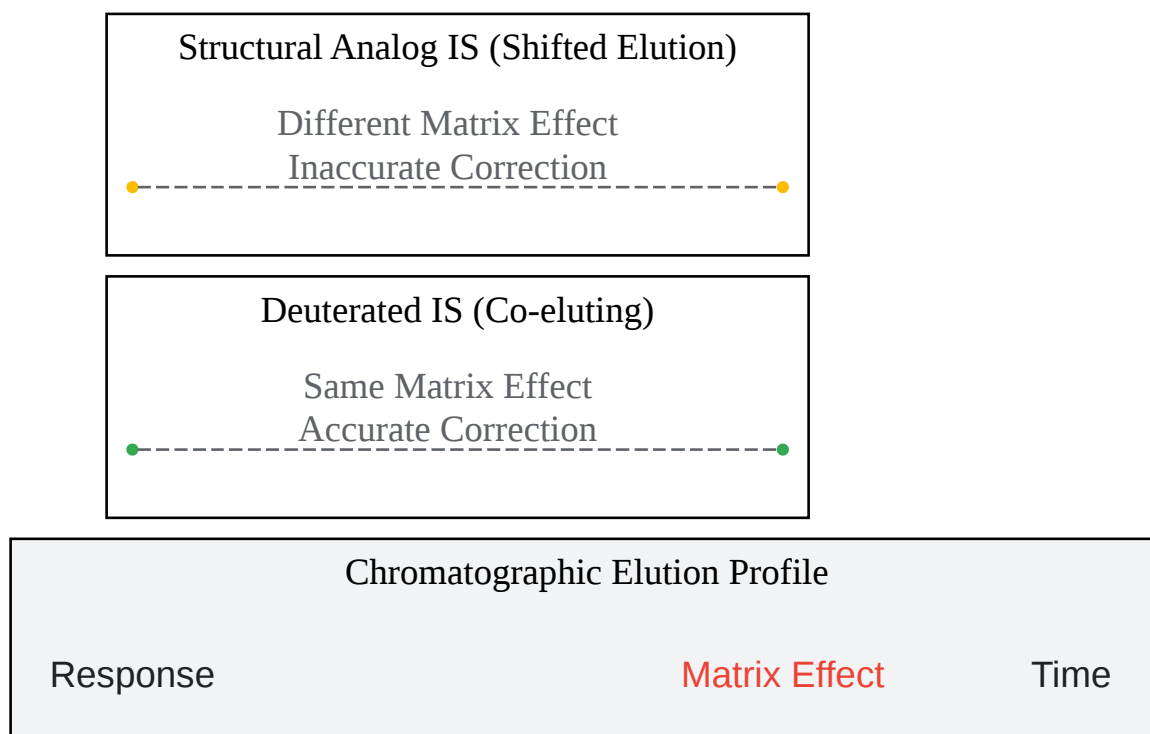 Structural Analog IS (Shifted Elution)
Different Matrix Effect
Inaccurate Correction
Deuterated IS (Co-eluting)
Same Matrix Effect
Accurate Correction
Chromatographic Elution Profile
Response Matrix Effect Time